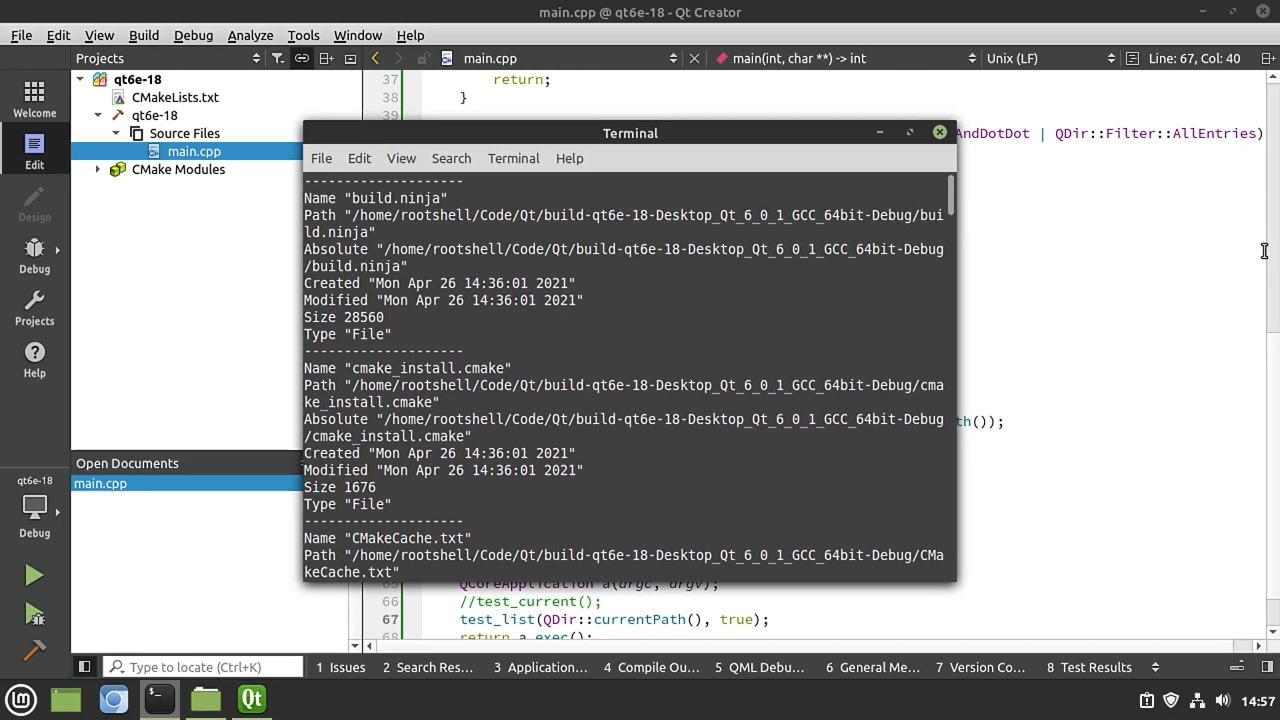 main.cpp @ qt6e-18 - Qt Creator
File Edit View Build Debug Analyze Tools Window Help
Projects
main.cpp
main(int, char **) -> int
Unix (LF)
Line: 67, Col: 40
Welcome
Edit
Design
Debug
Projects
Help
qt6e-18
Debug
qt6e-18
CMakeLists.txt
qt6e-18
Source Files
main.cpp
CMake Modules
Open Documents
main.cpp
37 return;
38 }
39
AndDotDot | QDir::Filter::AllEntries)
th());
Terminal
File Edit View Search Terminal Help
--------------------
Name "build.ninja"
Path "/home/rootshell/Code/Qt/build-qt6e-18-Desktop_Qt_6_0_1_GCC_64bit-Debug/bui
ld.ninja"
Absolute "/home/rootshell/Code/Qt/build-qt6e-18-Desktop_Qt_6_0_1_GCC_64bit-Debug
/build.ninja"
Created "Mon Apr 26 14:36:01 2021"
Modified "Mon Apr 26 14:36:01 2021"
Size 28560
Type "File"
--------------------
Name "cmake_install.cmake"
Path "/home/rootshell/Code/Qt/build-qt6e-18-Desktop_Qt_6_0_1_GCC_64bit-Debug/cma
ke_install.cmake"
Absolute "/home/rootshell/Code/Qt/build-qt6e-18-Desktop_Qt_6_0_1_GCC_64bit-Debug
/cmake_install.cmake"
Created "Mon Apr 26 14:36:01 2021"
Modified "Mon Apr 26 14:36:01 2021"
Size 1676
Type "File"
--------------------
Name "CMakeCache.txt"
Path "/home/rootshell/Code/Qt/build-qt6e-18-Desktop_Qt_6_0_1_GCC_64bit-Debug/CMa
keCache.txt"
65 QCoreApplication a(argc, argv);
66 //test_current();
67 test_list(QDir::currentPath(), true);
68 return a.exec();
Type to locate (Ctrl+K)
1 Issues
2 Search Res...
3 Application...
4 Compile Ou...
5 QML Debu...
6 General Me...
7 Version Co...
8 Test Results
14:57